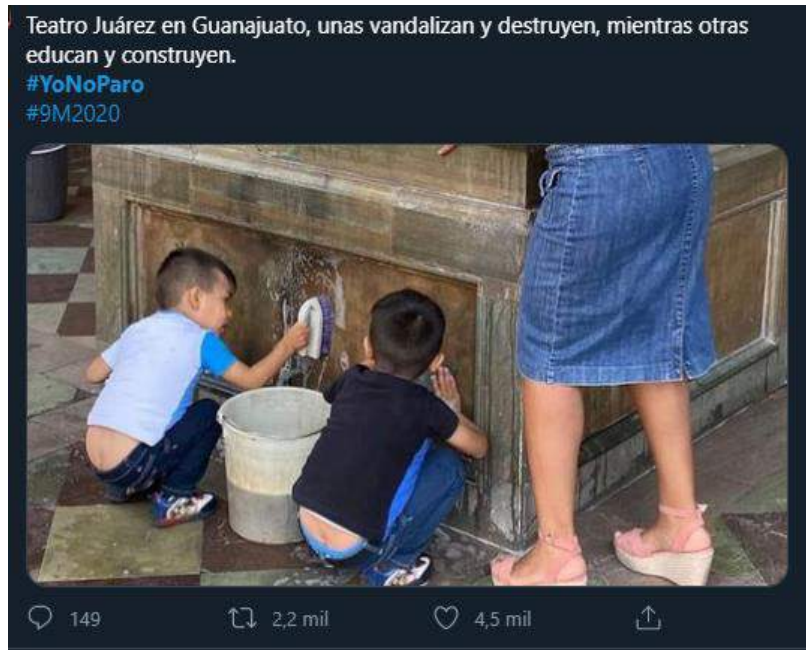 Teatro Juárez en Guanajuato, unas vandalizan y destruyen, mientras otras
educan y construyen.
#YoNoParo
#9M2020
149
2,2 mil
4,5 mil